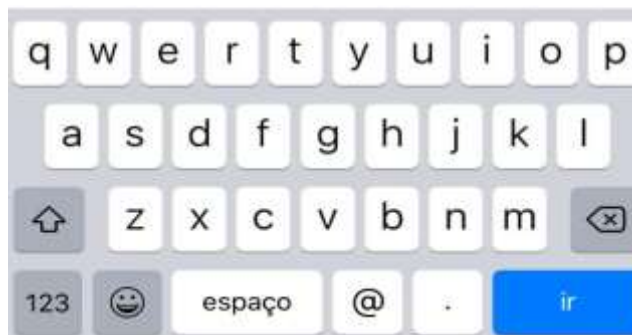 q w e r t y u i o p
a s d f g h j k l
z x c v b n m
123 espaço @ . ir